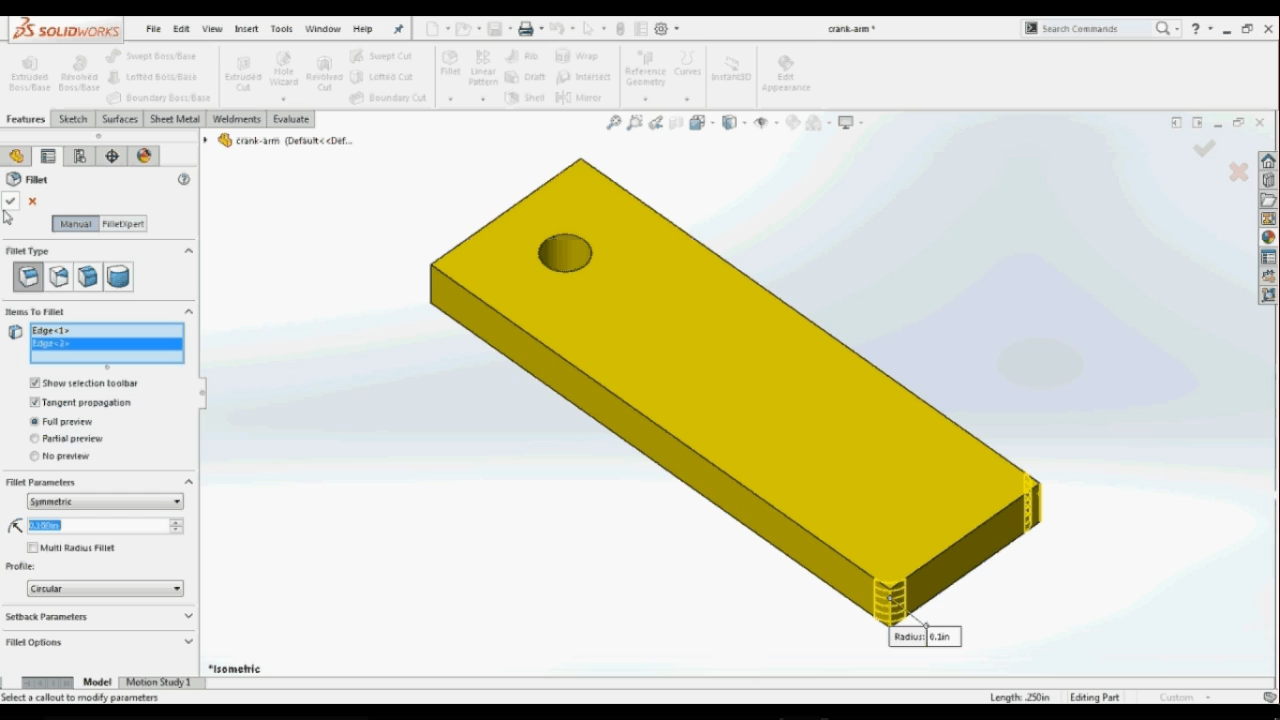 SOLIDWORKS File Edit View Insert Tools Window Help crank-arm * Search Commands
Extruded Boss/Base
Revolved Boss/Base
Swept Boss/Base
Lofted Boss/Base
Boundary Boss/Base
Extruded Cut
Hole Wizard
Revolved Cut
Swept Cut
Lofted Cut
Boundary Cut
Fillet
Linear Pattern
Rib
Draft
Shell
Wrap
Intersect
Mirror
Reference Geometry
Curves
Instant3D
Edit Appearance
Features Sketch Surfaces Sheet Metal Weldments Evaluate
crank-arm (Default<<Def...
Fillet
Manual FilletXpert
Fillet Type
Items To Fillet
Edge<1>
Edge<2>
Show selection toolbar
Tangent propagation
Full preview
Partial preview
No preview
Fillet Parameters
Symmetric
0.100in
Multi Radius Fillet
Profile:
Circular
Setback Parameters
Fillet Options
Radius: 0.1in
*Isometric
Model Motion Study 1
Select a callout to modify parameters Length: .250in Editing Part Custom